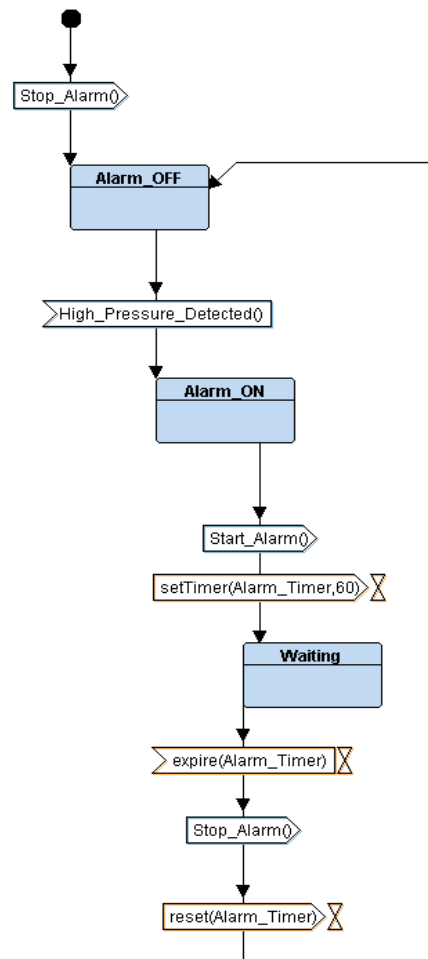 Stop_Alarm()
Alarm_OFF
High_Pressure_Detected()
Alarm_ON
Start_Alarm()
setTimer(Alarm_Timer,60)
Waiting
expire(Alarm_Timer)
Stop_Alarm()
reset(Alarm_Timer)